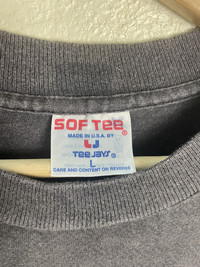 SOF TEE®
MADE IN U.S.A. BY
TEE JAYS®
L
CARE AND CONTENT ON REVERSE